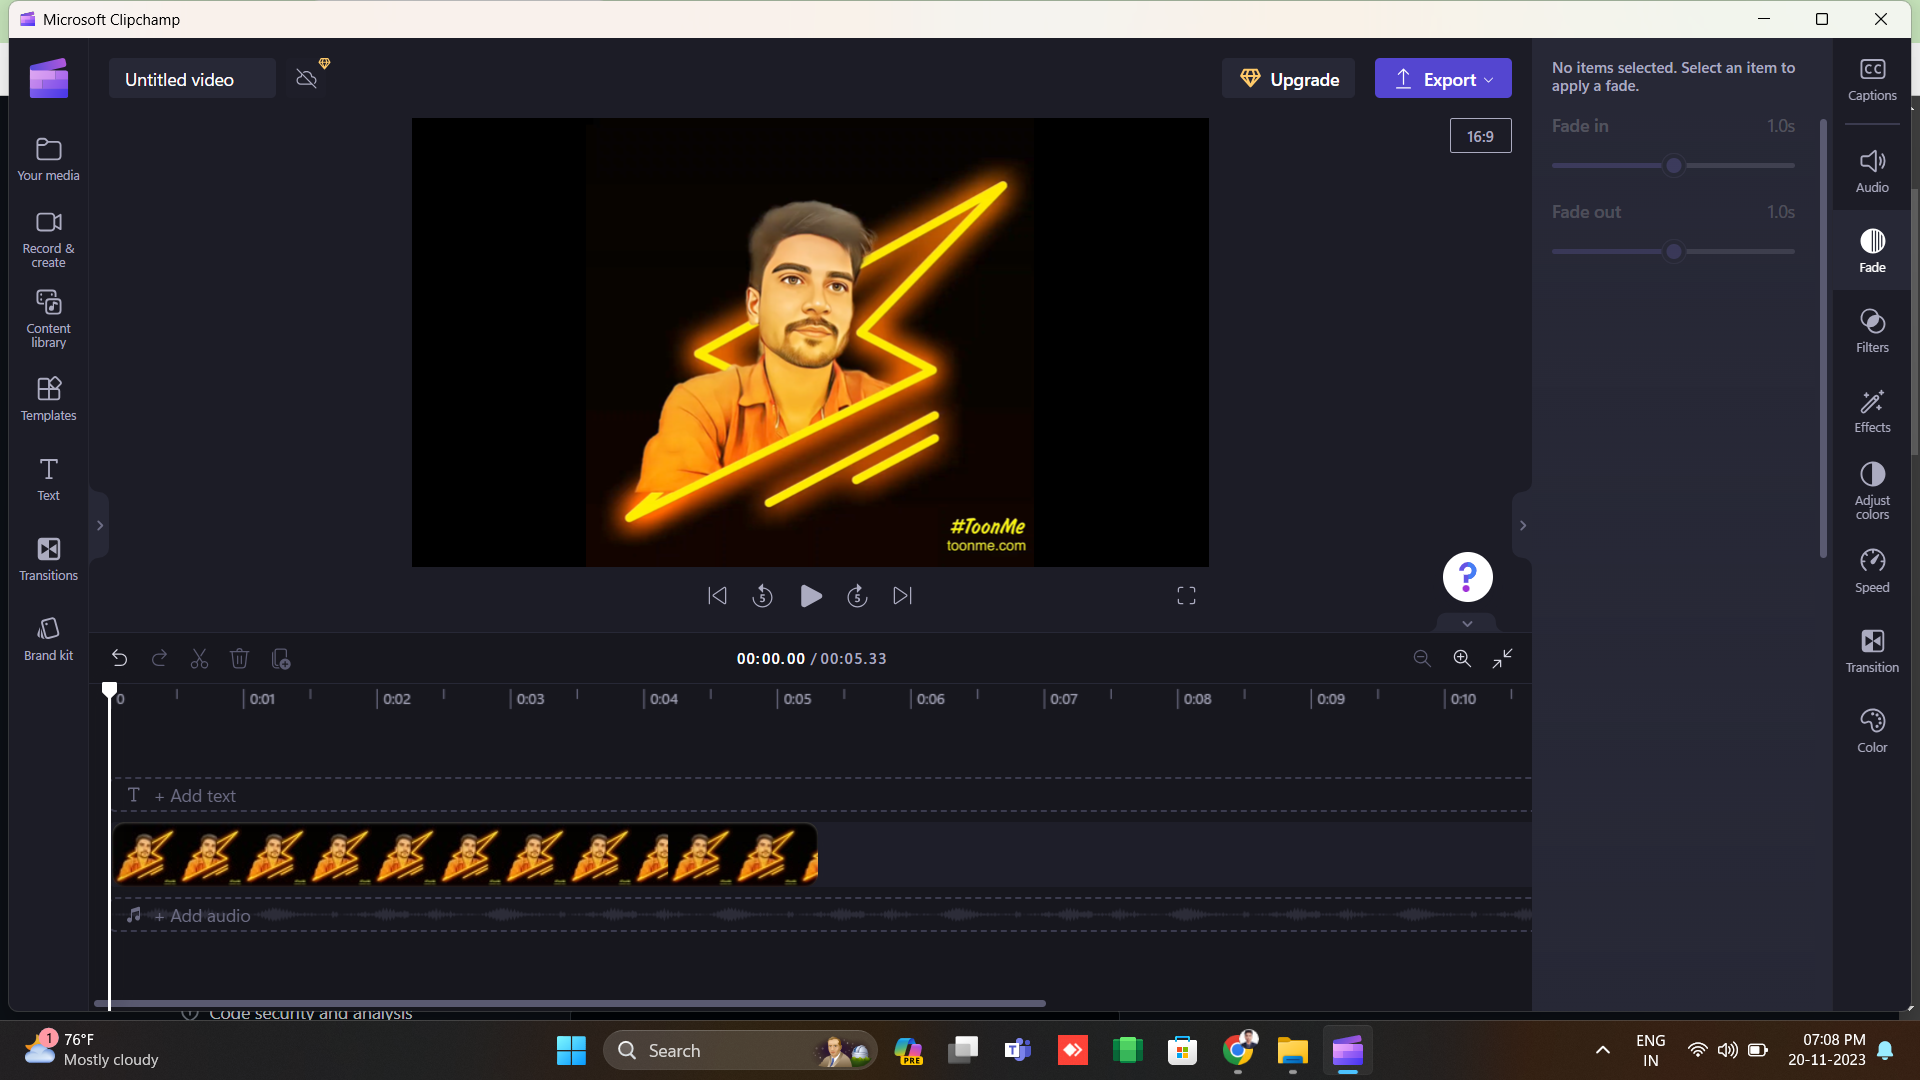 Microsoft Clipchamp
Untitled video
Upgrade
Export
16:9
No items selected. Select an item to
apply a fade.
Fade in 1.0s
Fade out 1.0s
Your media
Record &
create
Content
library
Templates
Text
Transitions
Brand kit
CC
Captions
Audio
Fade
Filters
Effects
Adjust
colors
Speed
Transition
Color
#ToonMe
toonme.com
5
5
?
00:00.00 / 00:05.33
0 0:01 0:02 0:03 0:04 0:05 0:06 0:07 0:08 0:09 0:10
T + Add text
+ Add audio
Code security and analysis
1
76°F
Mostly cloudy
Search
PRE
ENG
IN
07:08 PM
20-11-2023